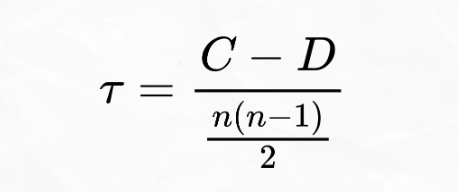 τ = (C − D) / (n(n−1) / 2)